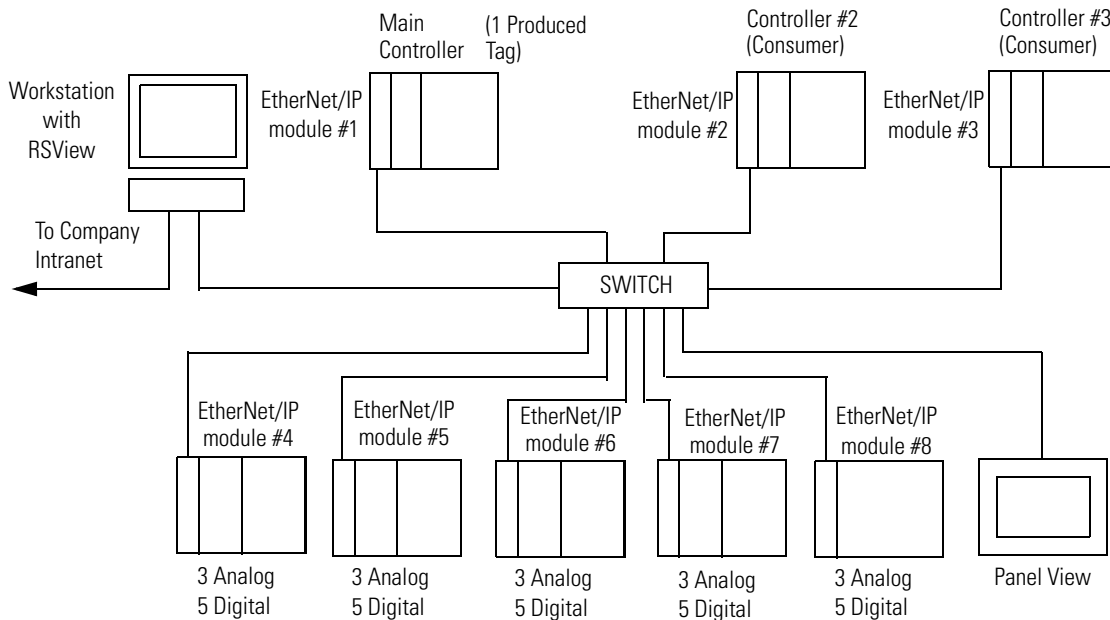 Main
Controller
(1 Produced
Tag)
Controller #2
(Consumer)
Controller #3
(Consumer)
Workstation
with
RSView
EtherNet/IP
module #1
EtherNet/IP
module #2
EtherNet/IP
module #3
To Company
Intranet
SWITCH
EtherNet/IP
module #4
EtherNet/IP
module #5
EtherNet/IP
module #6
EtherNet/IP
module #7
EtherNet/IP
module #8
3 Analog
5 Digital
3 Analog
5 Digital
3 Analog
5 Digital
3 Analog
5 Digital
3 Analog
5 Digital
Panel View